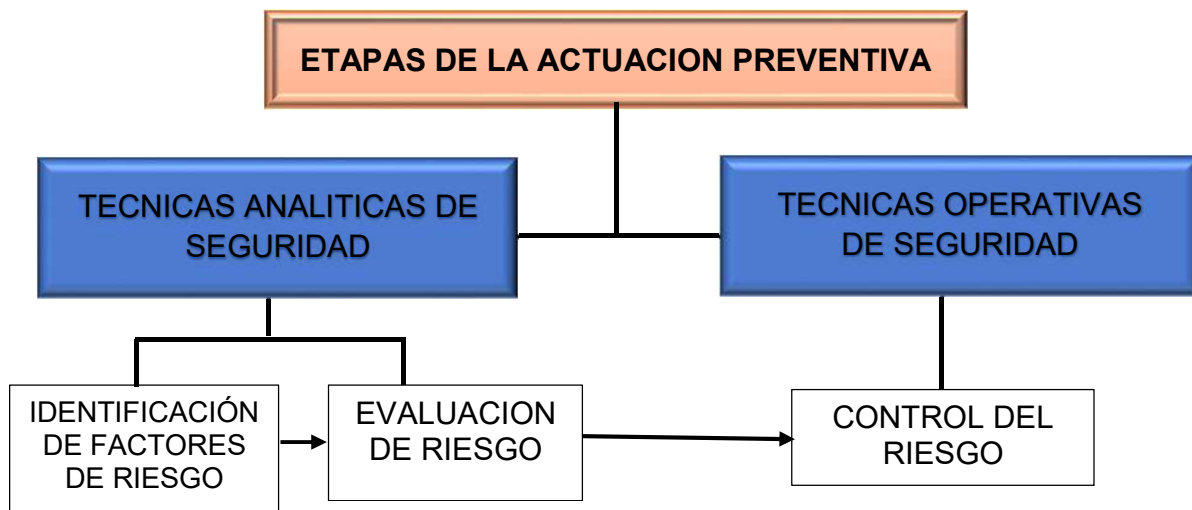 ETAPAS DE LA ACTUACION PREVENTIVA
TECNICAS ANALITICAS DE
SEGURIDAD
TECNICAS OPERATIVAS
DE SEGURIDAD
IDENTIFICACIÓN
DE FACTORES
DE RIESGO
EVALUACION
DE RIESGO
CONTROL DEL
RIESGO